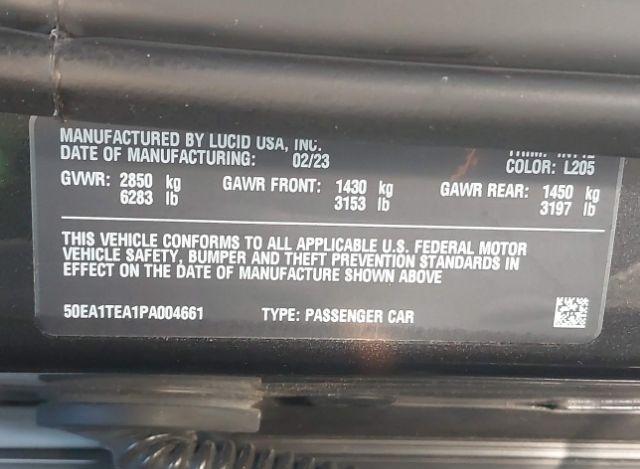 MANUFACTURED BY LUCID USA, INC.
DATE OF MANUFACTURING: 02/23 COLOR: L205
GVWR: 2850 kg GAWR FRONT: 1430 kg GAWR REAR: 1450 kg
6283 lb 3153 lb 3197 lb
THIS VEHICLE CONFORMS TO ALL APPLICABLE U.S. FEDERAL MOTOR
VEHICLE SAFETY, BUMPER AND THEFT PREVENTION STANDARDS IN
EFFECT ON THE DATE OF MANUFACTURE SHOWN ABOVE
50EA1TEA1PA004661 TYPE: PASSENGER CAR